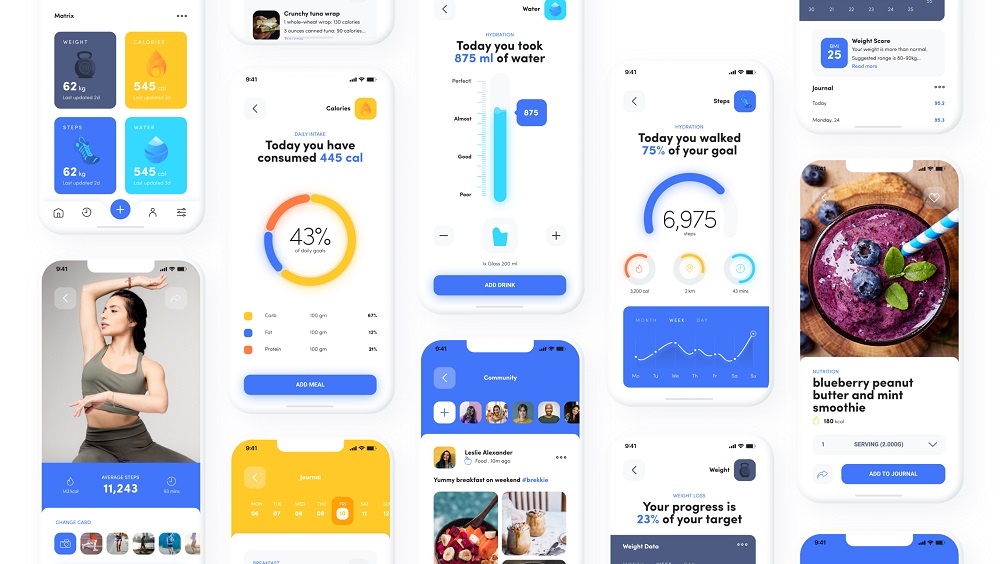 Matrix
WEIGHT
62 kg
Last updated 2d
CALORIES
545 cal
Last updated 2d
STEPS
62 kg
Last updated 2d
WATER
545 cal
Last updated 3d
9:41
AVERAGE STEPS
11,243
143 kcal
93 mins
CHANGE CARD
Crunchy tuna wrap
1 whole-wheat wrap: 130 calories
3 ounces canned tuna: 90 calories...
9:41
Calories
DAILY INTAKE
Today you have
consumed 445 cal
43%
of daily goals
Carb 100 gm 67%
Fat 100 gm 12%
Protein 100 gm 21%
ADD MEAL
9:41
Journal
MON TUE WED THU FRI SAT SUN
06 07 08 09 10 11 12
BREAKFAST
Water
HYDRATION
Today you took
875 ml of water
Perfect!
Almost
Good
Poor
875
1x Glass 200 ml
ADD DRINK
9:41
Community
Leslie Alexander
Food . 10m ago
Yummy breakfast on weekend #brekkie
9:41
Steps
HYDRATION
Today you walked
75% of your goal
6,975
steps
3,200 cal
2 km
43 mins
MONTH WEEK DAY
Mo Tu We Th Fr Sa Su
9:41
Weight
WEIGHT LOSS
Your progress is
23% of your target
Weight Data
50
20 21 22 23 24 25
BMI
25
Weight Score
Your weight is more than normal.
Suggested range is 80-93kg...
Read more
Journal
Today 95.2
Monday, 24 95.3
9:41
NUTRITION
blueberry peanut
butter and mint
smoothie
180 kcal
1 SERVING (2.000G)
ADD TO JOURNAL
9:41